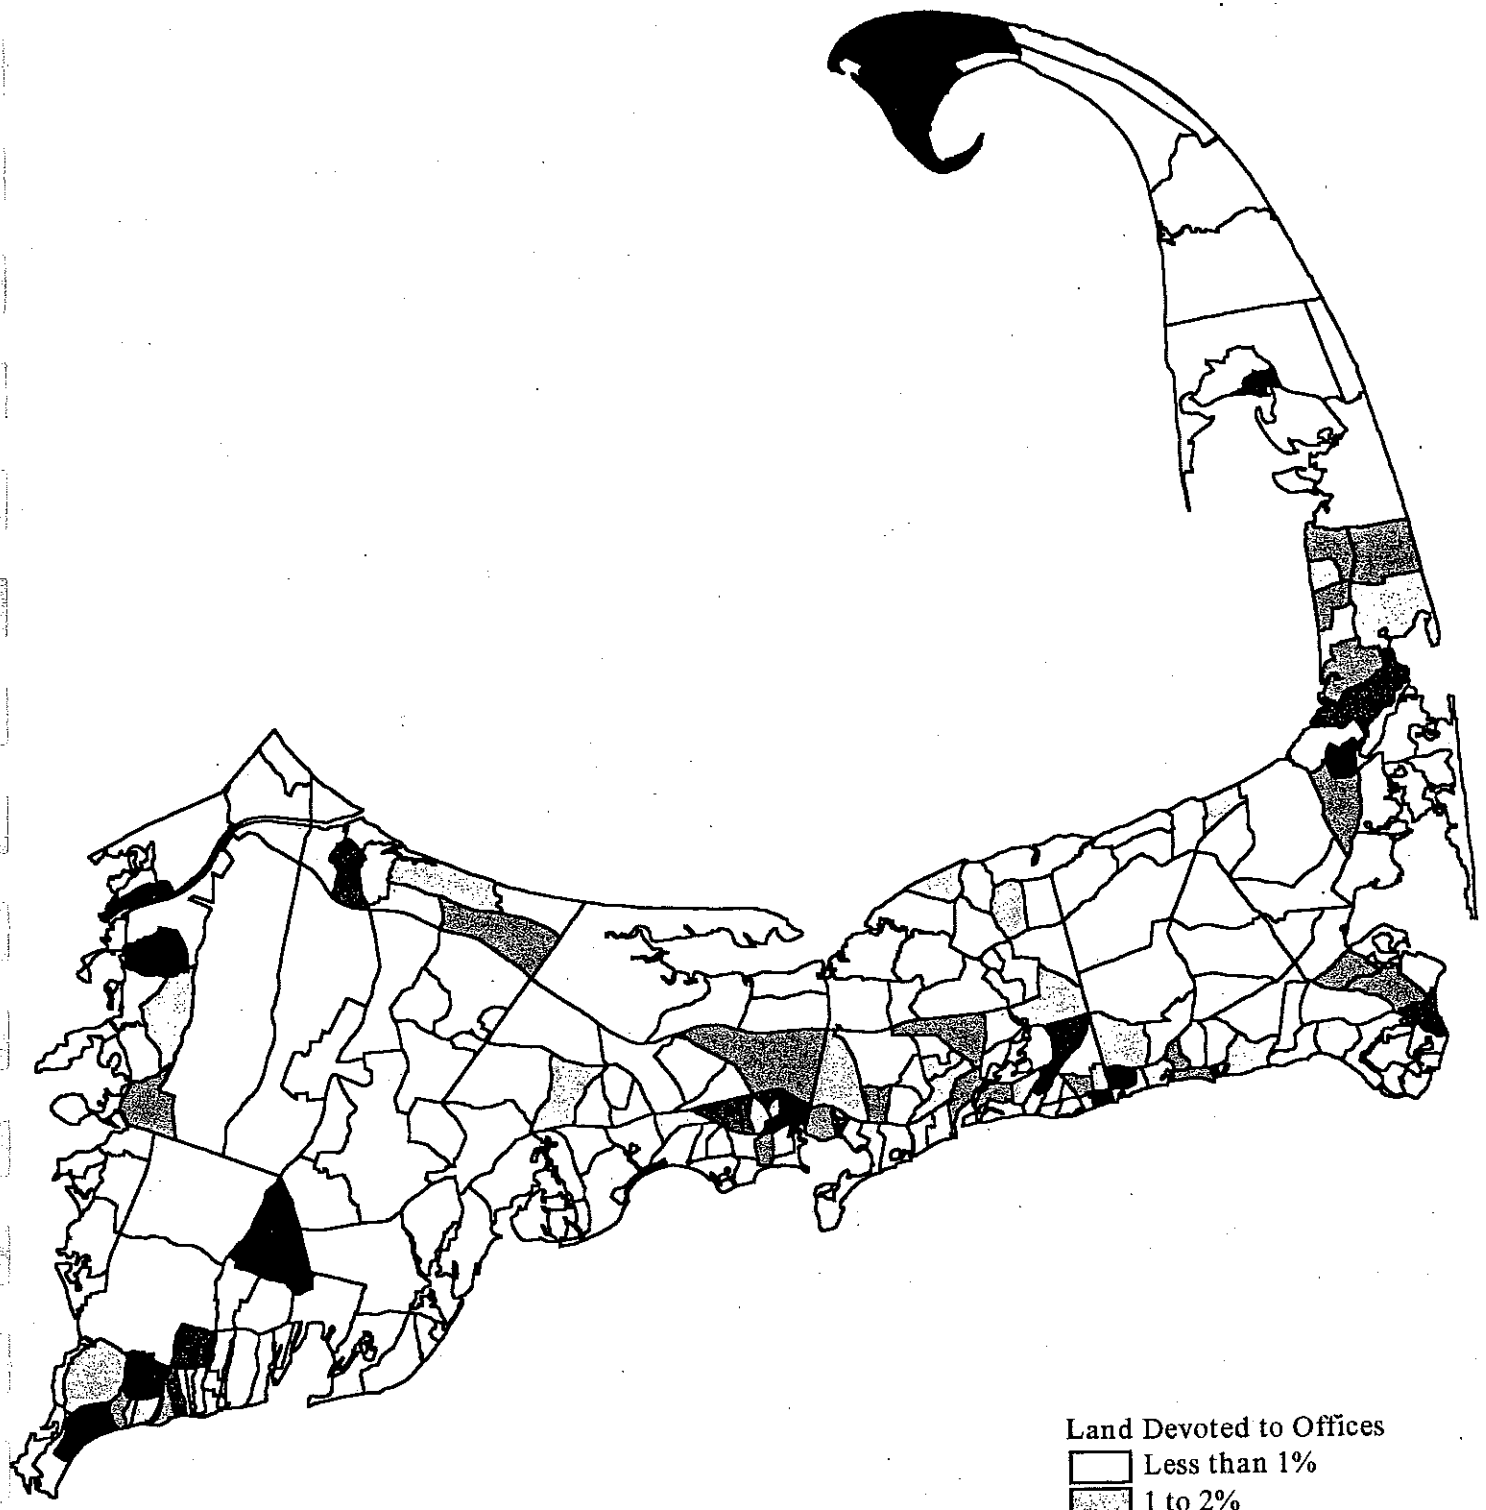 Land Devoted to Offices
Less than 1%
1 to 2%